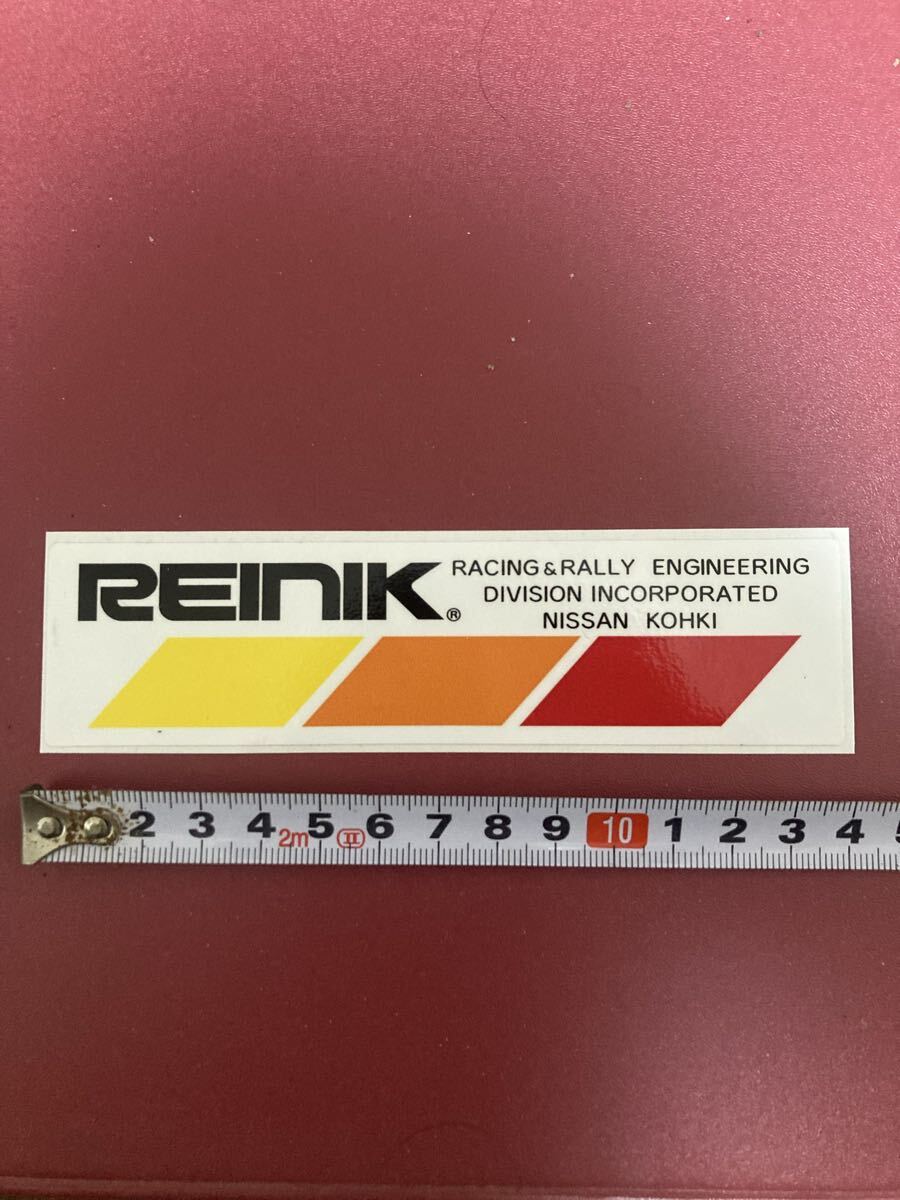 REINIK®
RACING & RALLY ENGINEERING
DIVISION INCORPORATED
NISSAN KOHKI
2 3 4 2m 5 II 6 7 8 9 10 1 2 3 4